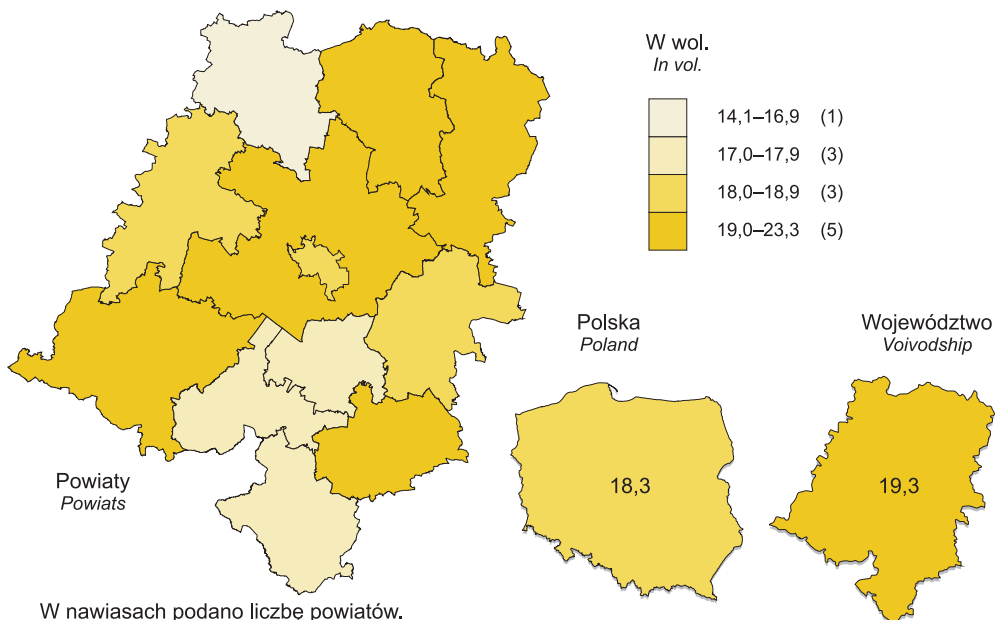 W wol.
In vol.
14,1–16,9 (1)
17,0–17,9 (3)
18,0–18,9 (3)
19,0–23,3 (5)
Polska
Poland
18,3
Województwo
Voivodship
19,3
Powiaty
Powiats
W nawiasach podano liczbę powiatów.